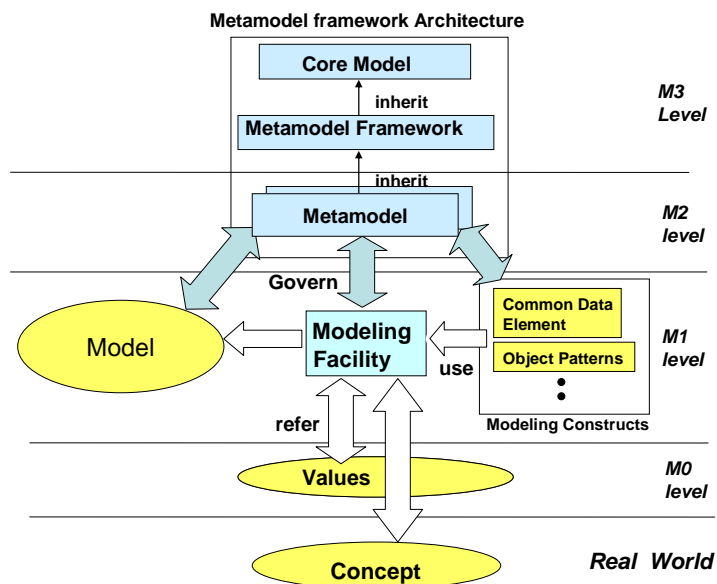 Metamodel framework Architecture
Core Model
inherit
Metamodel Framework
M3
Level
inherit
Metamodel
M2
level
Govern
Common Data
Element
Object Patterns
Modeling Constructs
M1
level
Model
Modeling
Facility
use
refer
Values
M0
level
Concept
Real World